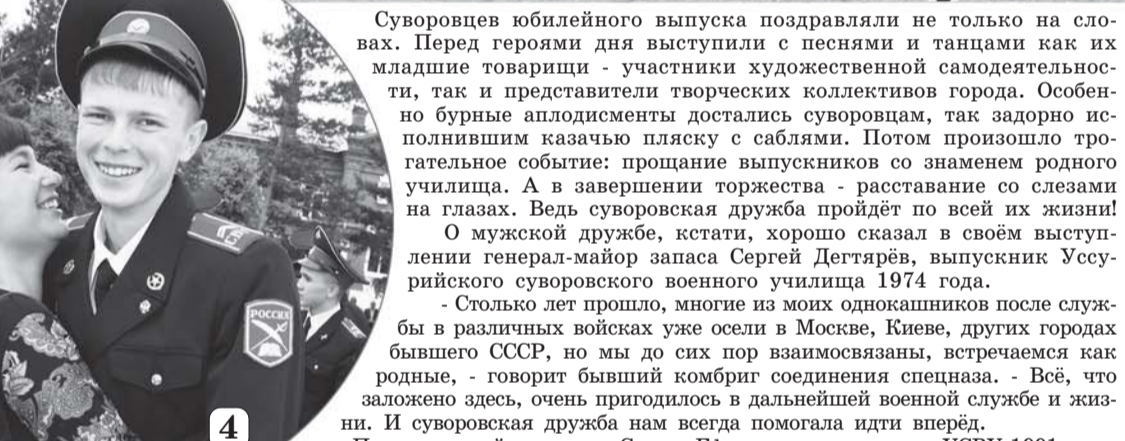 Суворовцев юбилейного выпуска поздравляли не только на сло-
вах. Перед героями дня выступили с песнями и танцами как их
младшие товарищи - участники художественной самодеятельнос-
ти, так и представители творческих коллективов города. Особен-
но бурные аплодисменты достались суворовцам, так задорно ис-
полнившим казачью пляску с саблями. Потом произошло тро-
гательное событие: прощание выпускников со знаменем родного
училища. А в завершении торжества - расставание со слезами
на глазах. Ведь суворовская дружба пройдёт по всей их жизни!
О мужской дружбе, кстати, хорошо сказал в своём выступ-
лении генерал-майор запаса Сергей Дегтярёв, выпускник Уссу-
рийского суворовского военного училища 1974 года.
- Столько лет прошло, многие из моих однокашников после служ-
бы в различных войсках уже осели в Москве, Киеве, других городах
бывшего СССР, но мы до сих пор взаимосвязаны, встречаемся как
родные, - говорит бывший комбриг соединения спецназа. - Всё, что
заложено здесь, очень пригодилось в дальнейшей военной службе и жиз-
ни. И суворовская дружба нам всегда помогала идти вперёд.
РОССИЯ
4